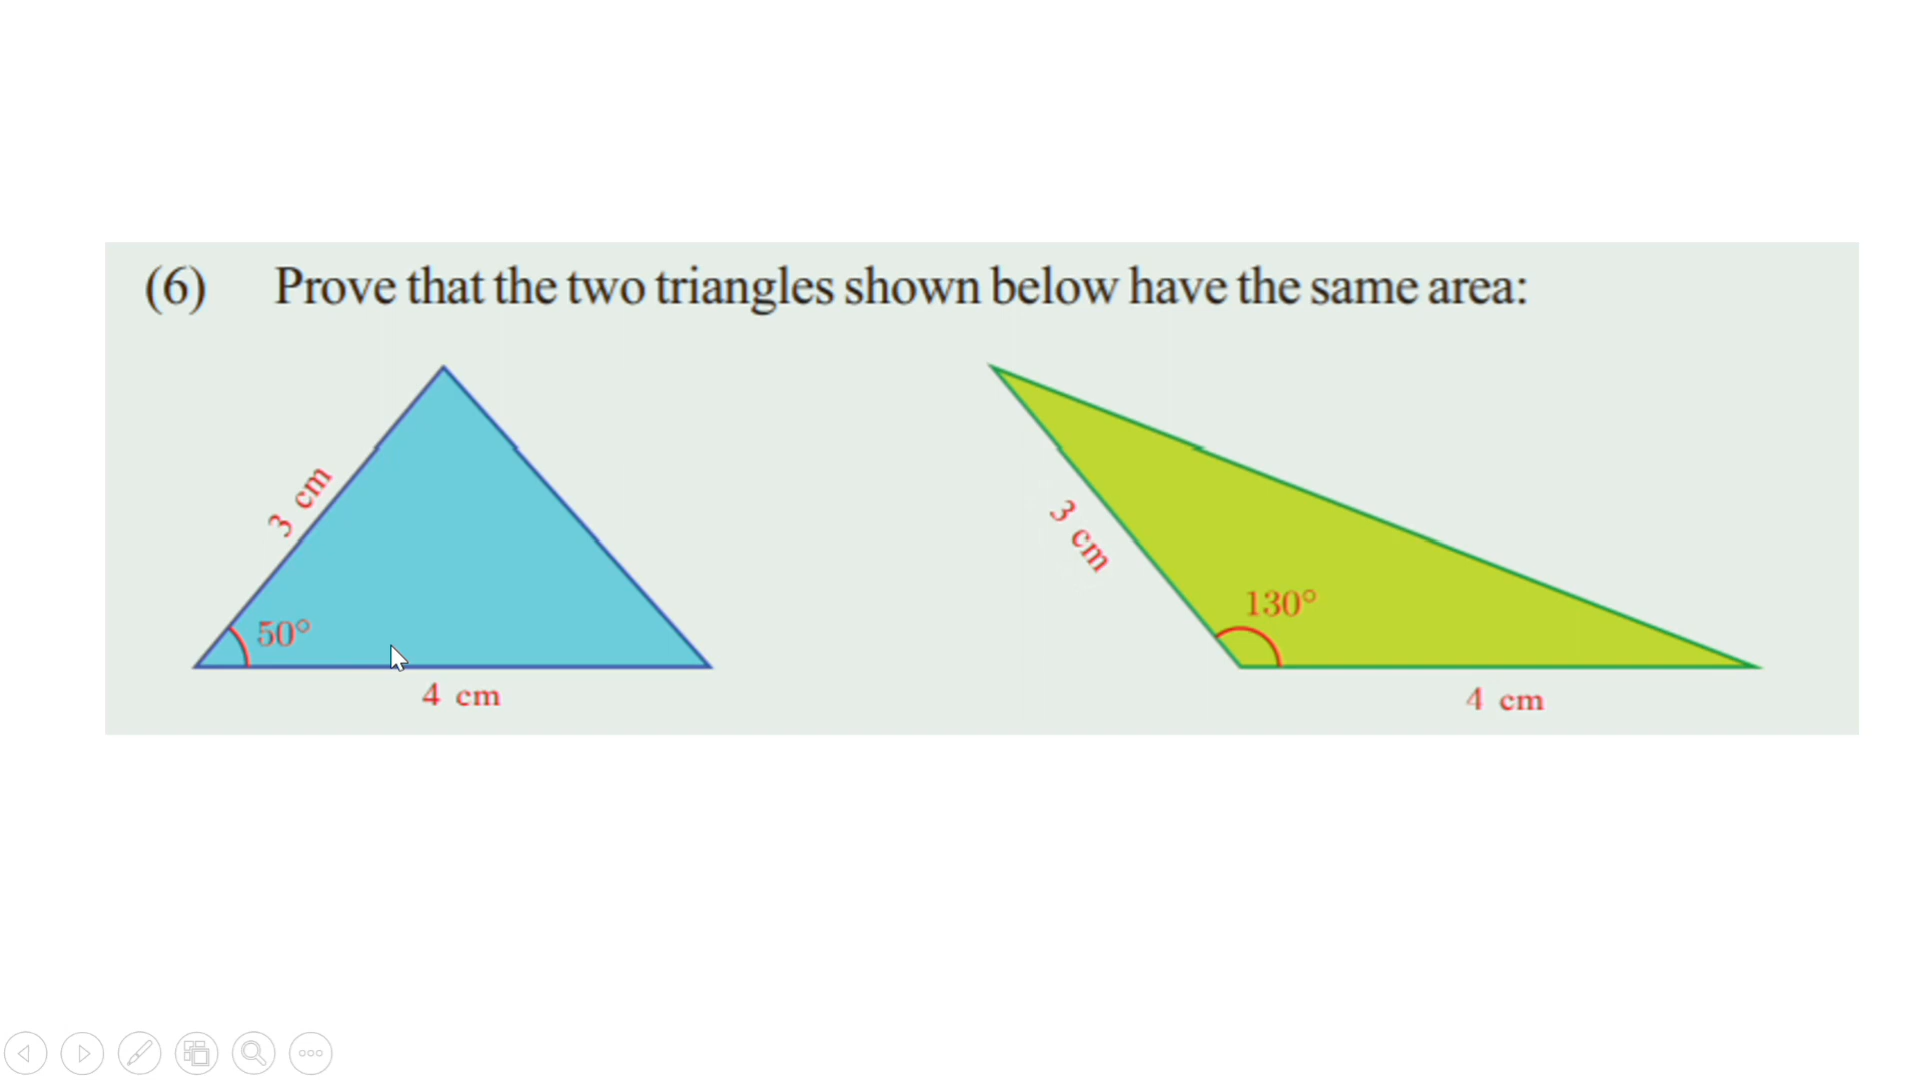 (6) Prove that the two triangles shown below have the same area:
3 cm
50°
4 cm
3 cm
130°
4 cm